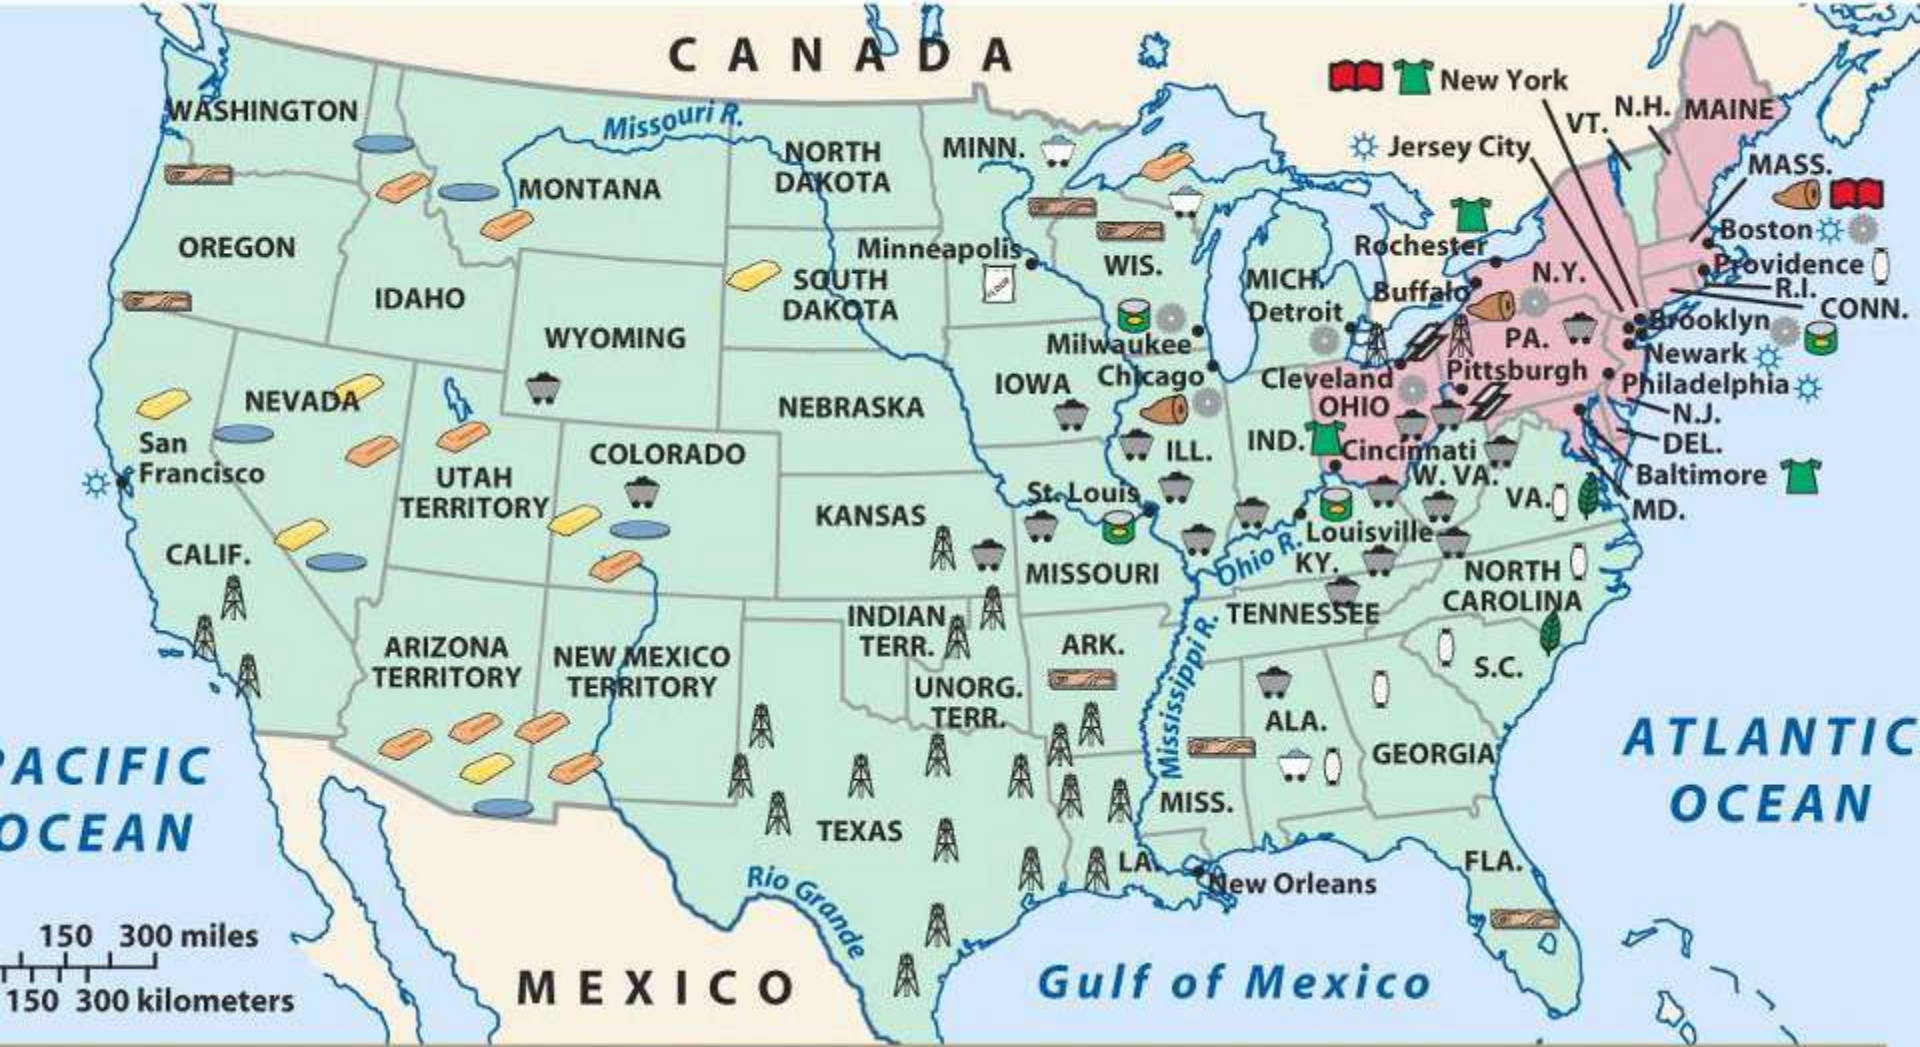 CANADA
New York
WASHINGTON
Missouri R.
N.H.
MAINE
VT.
Jersey City
MINN.
NORTH
DAKOTA
MASS.
MONTANA
Boston
OREGON
Minneapolis
Rochester
WIS.
Providence
SOUTH
DAKOTA
MICH.
N.Y.
R.I.
IDAHO
Buffalo
CONN.
Detroit
Brooklyn
WYOMING
Milwaukee
PA.
Newark
Chicago
IOWA
Cleveland
Pittsburgh
Philadelphia
NEVADA
NEBRASKA
OHIO
N.J.
San
Francisco
COLORADO
ILL.
IND.
Cincinnati
DEL.
UTAH
TERRITORY
W. VA.
Baltimore
St. Louis
VA.
FLOUR
KANSAS
MD.
Louisville
CALIF.
Ohio R.
KY.
MISSOURI
NORTH
CAROLINA
INDIAN
TERR.
TENNESSEE
ARIZONA
TERRITORY
NEW MEXICO
TERRITORY
ARK.
Mississippi R.
S.C.
UNORG.
TERR.
ALA.
GEORGIA
PACIFIC
OCEAN
ATLANTIC
OCEAN
MISS.
TEXAS
LA.
FLA.
New Orleans
Rio Grande
150 300 miles
150 300 kilometers
MEXICO
Gulf of Mexico